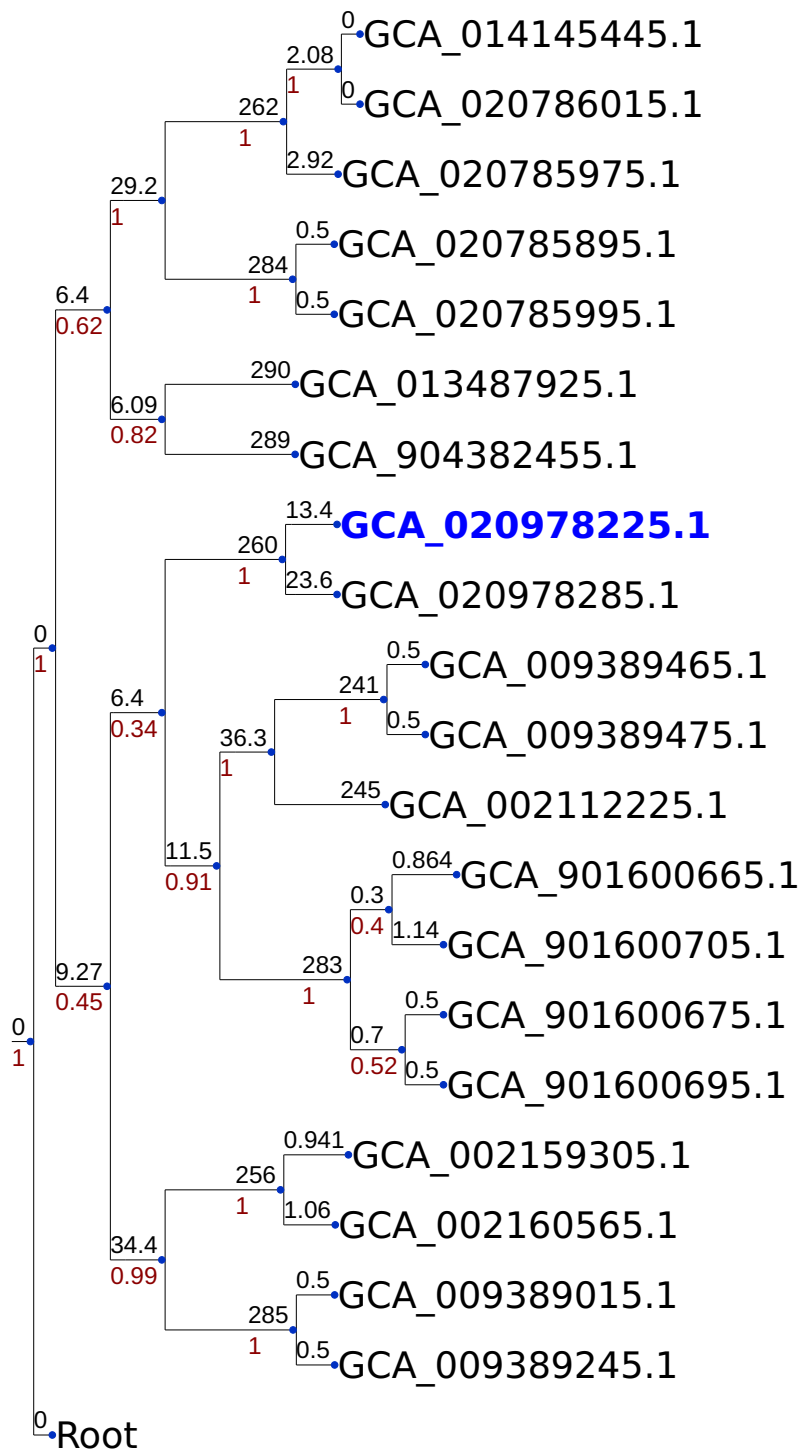 0
GCA_014145445.1
2.08
1
0
GCA_020786015.1
262
1
2.92
GCA_020785975.1
29.2
1
0.5
GCA_020785895.1
284
1
0.5
GCA_020785995.1
6.4
0.62
290
GCA_013487925.1
6.09
0.82
289
GCA_904382455.1
13.4
GCA_020978225.1
260
1
23.6
GCA_020978285.1
0
1
0.5
GCA_009389465.1
241
1
0.5
GCA_009389475.1
6.4
0.34
36.3
1
245
GCA_002112225.1
11.5
0.91
0.864
GCA_901600665.1
0.3
0.4
1.14
GCA_901600705.1
283
1
0.5
GCA_901600675.1
0.7
0.52
0.5
GCA_901600695.1
9.27
0.45
0
1
0.941
GCA_002159305.1
256
1
1.06
GCA_002160565.1
34.4
0.99
0.5
GCA_009389015.1
285
1
0.5
GCA_009389245.1
0
Root